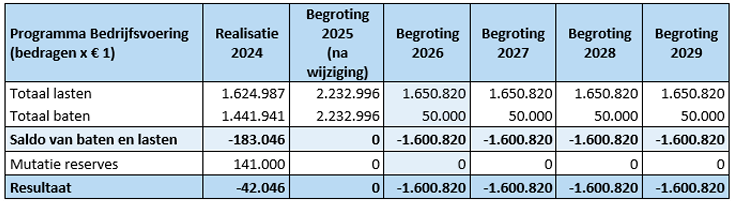 Programma Bedrijfsvoering (bedragen x € 1) Realisatie 2024 Begroting 2025 (na wijziging) Begroting 2026 Begroting 2027 Begroting 2028 Begroting 2029
Totaal lasten 1.624.987 2.232.996 1.650.820 1.650.820 1.650.820 1.650.820
Totaal baten 1.441.941 2.232.996 50.000 50.000 50.000 50.000
Saldo van baten en lasten -183.046 0 -1.600.820 -1.600.820 -1.600.820 -1.600.820
Mutatie reserves 141.000 0 0 0 0 0
Resultaat -42.046 0 -1.600.820 -1.600.820 -1.600.820 -1.600.820